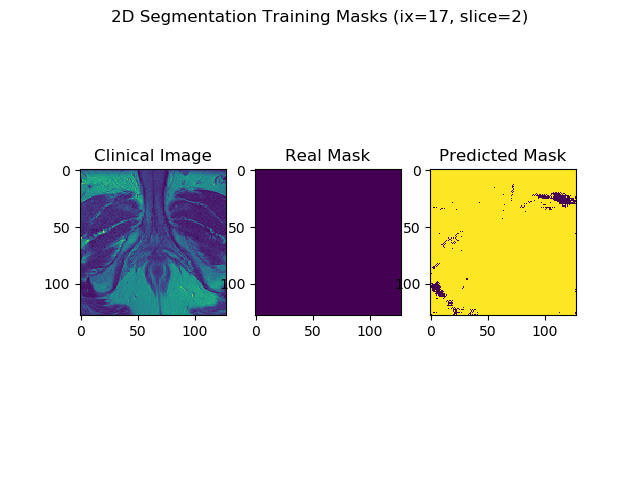 2D Segmentation Training Masks (ix=17, slice=2)
Clinical Image Real Mask Predicted Mask
0 0
50 50 50
100 100 100
0 50 100 0 50 100 0 50 100